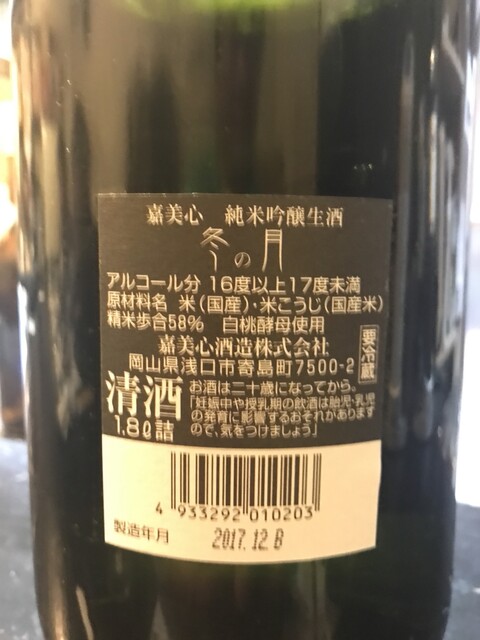 嘉美心 純米吟醸生酒
冬の月
アルコール分 16度以上17度未満
原材料名 米(国産)・米こうじ(国産米)
精米歩合58% 白桃酵母使用
嘉美心酒造株式会社
岡山県浅口市寄島町7500-2
要冷蔵
清酒
1.8ℓ詰
お酒は二十歳になってから。
「妊娠中や授乳期の飲酒は胎児・乳児
の発育に影響するおそれがあります
ので、気をつけましょう」
4 933292 010203
製造年月 2017.12.B